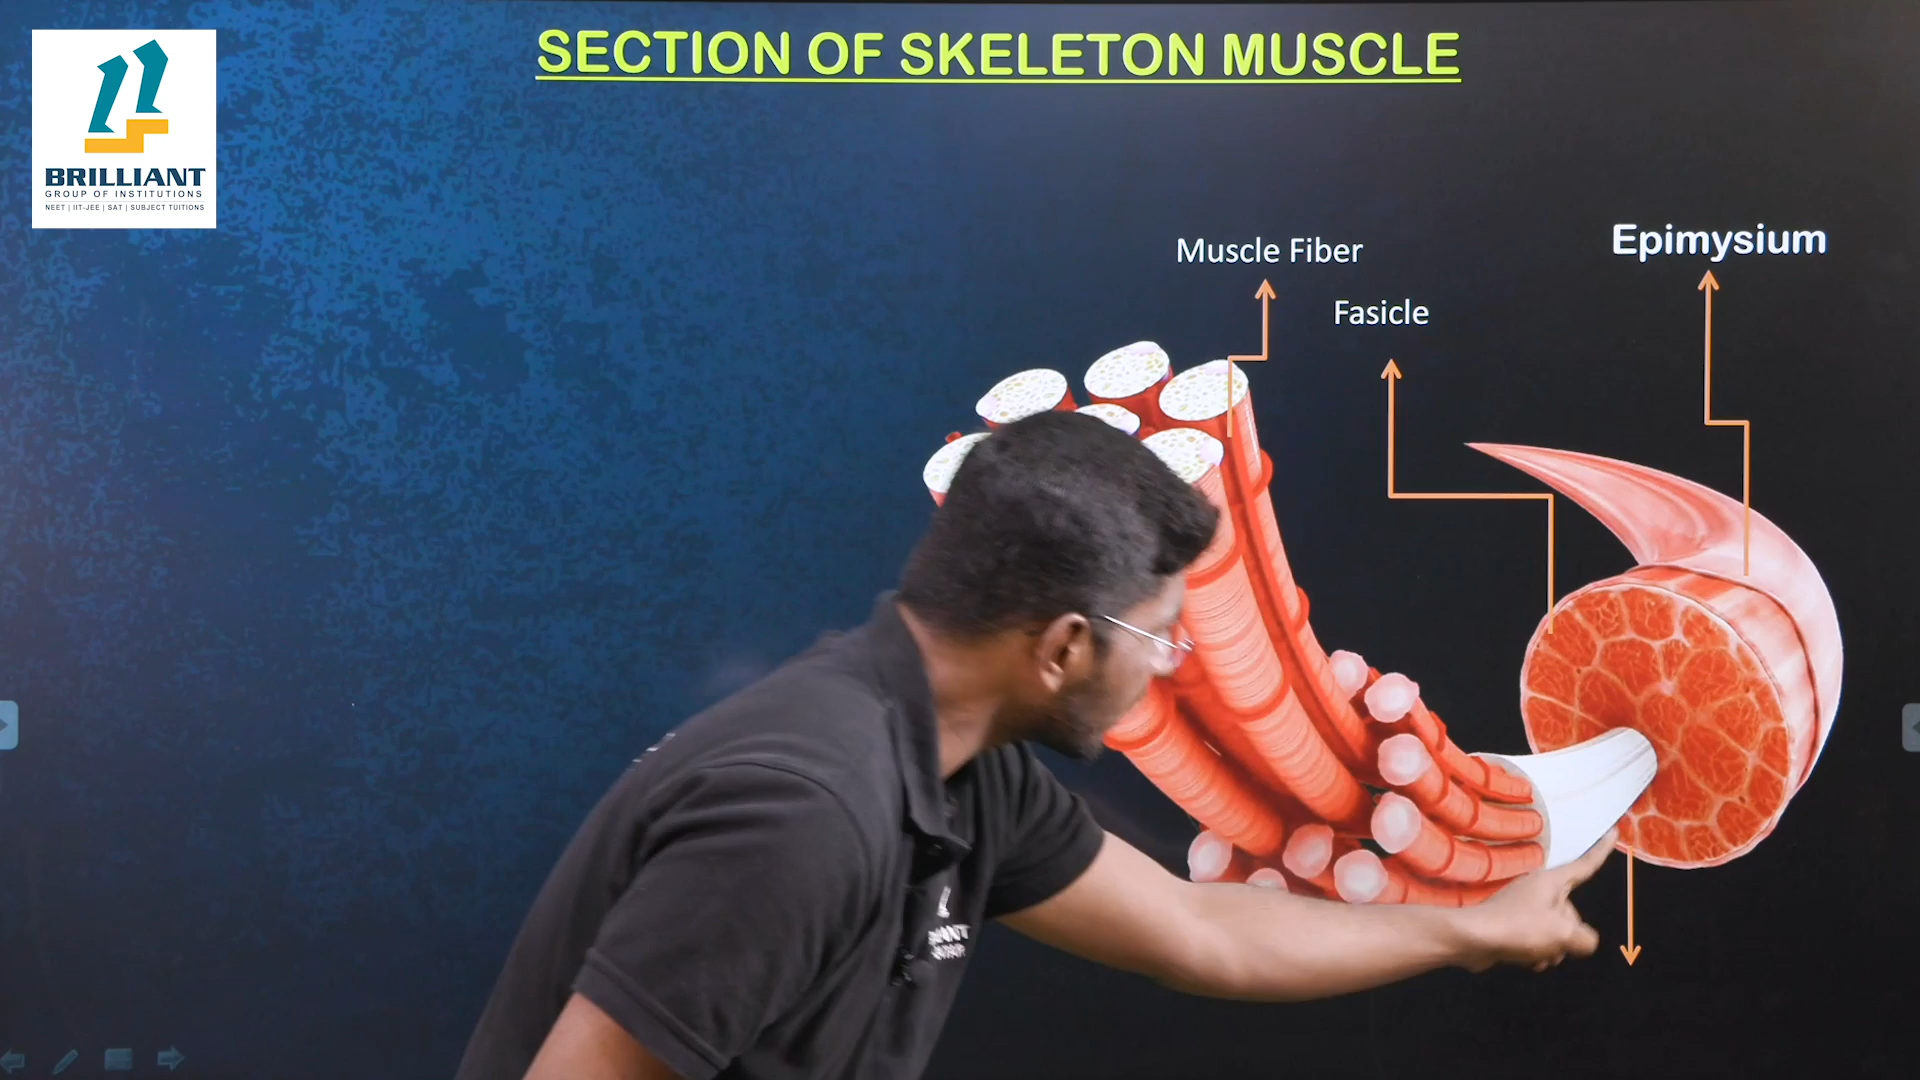 SECTION OF SKELETON MUSCLE
BRILLIANT
GROUP OF INSTITUTIONS
NEET | IIT-JEE | SAT | SUBJECT TUITIONS
Muscle Fiber
Epimysium
Fasicle